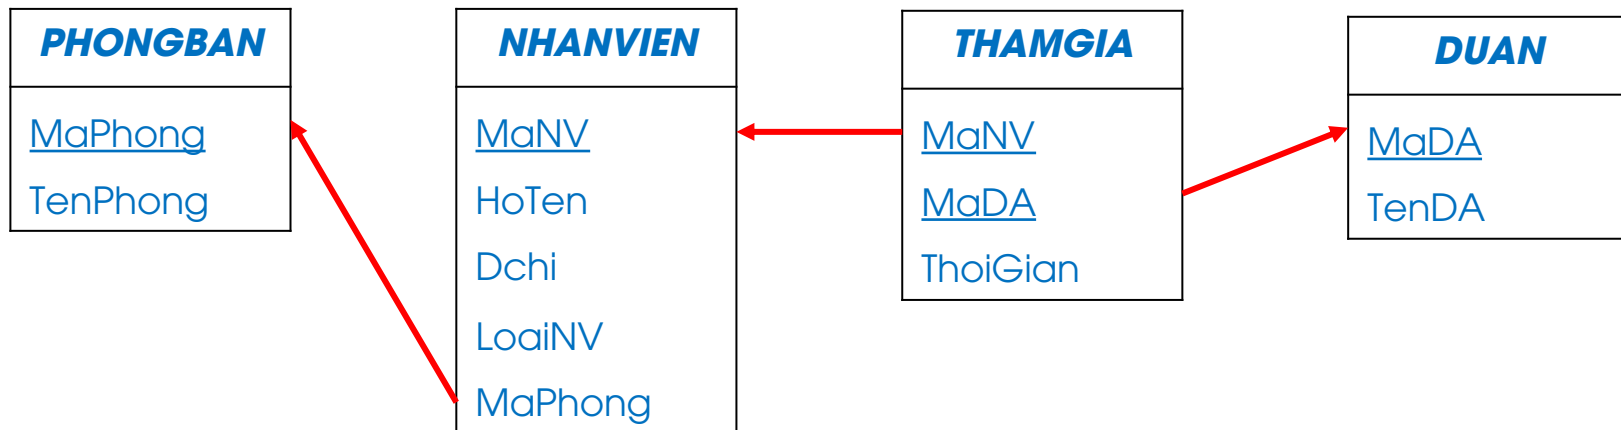 PHONGBAN
MaPhong
TenPhong
NHANVIEN
MaNV
HoTen
Dchi
LoaiNV
MaPhong
THAMGIA
MaNV
MaDA
ThoiGian
DUAN
MaDA
TenDA